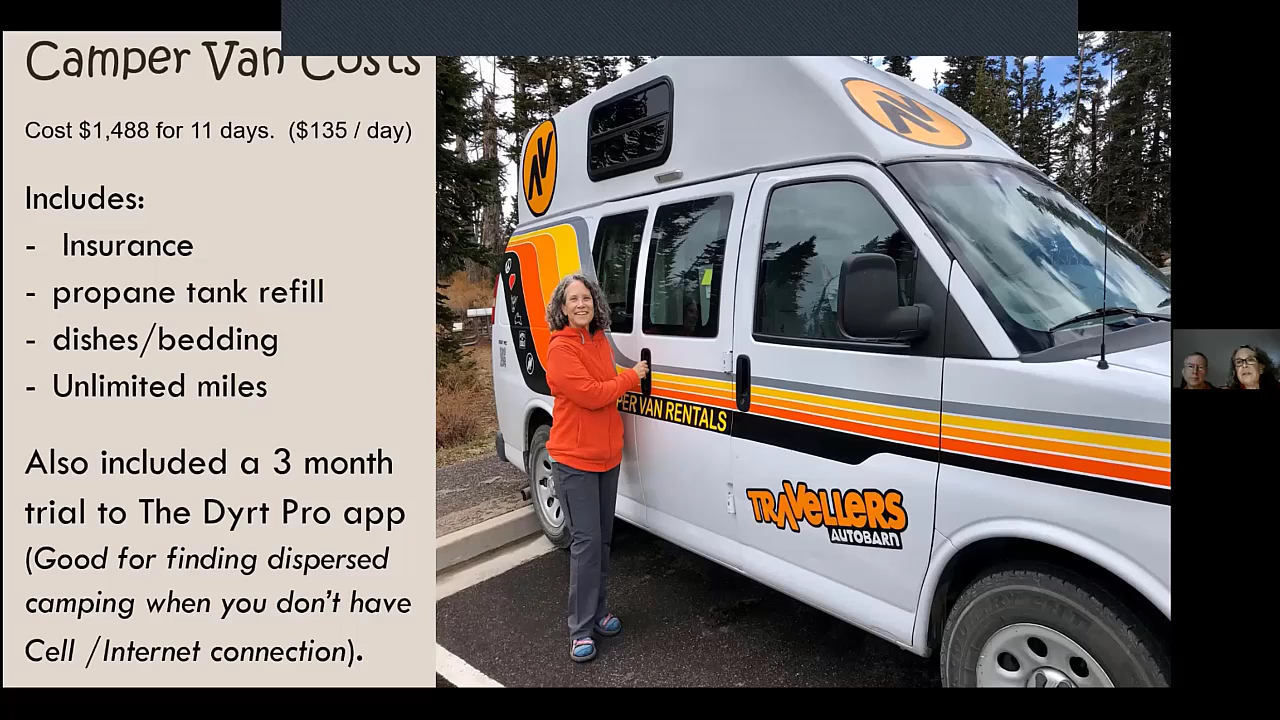 Camper Van Costs
Cost $1,488 for 11 days. ($135 / day)
Includes:
- Insurance
- propane tank refill
- dishes/bedding
- Unlimited miles
Also included a 3 month
trial to The Dyrt Pro app
(Good for finding dispersed
camping when you don't have
Cell /Internet connection).
PER VAN RENTALS
TRAVELLERS
AUTOBARN